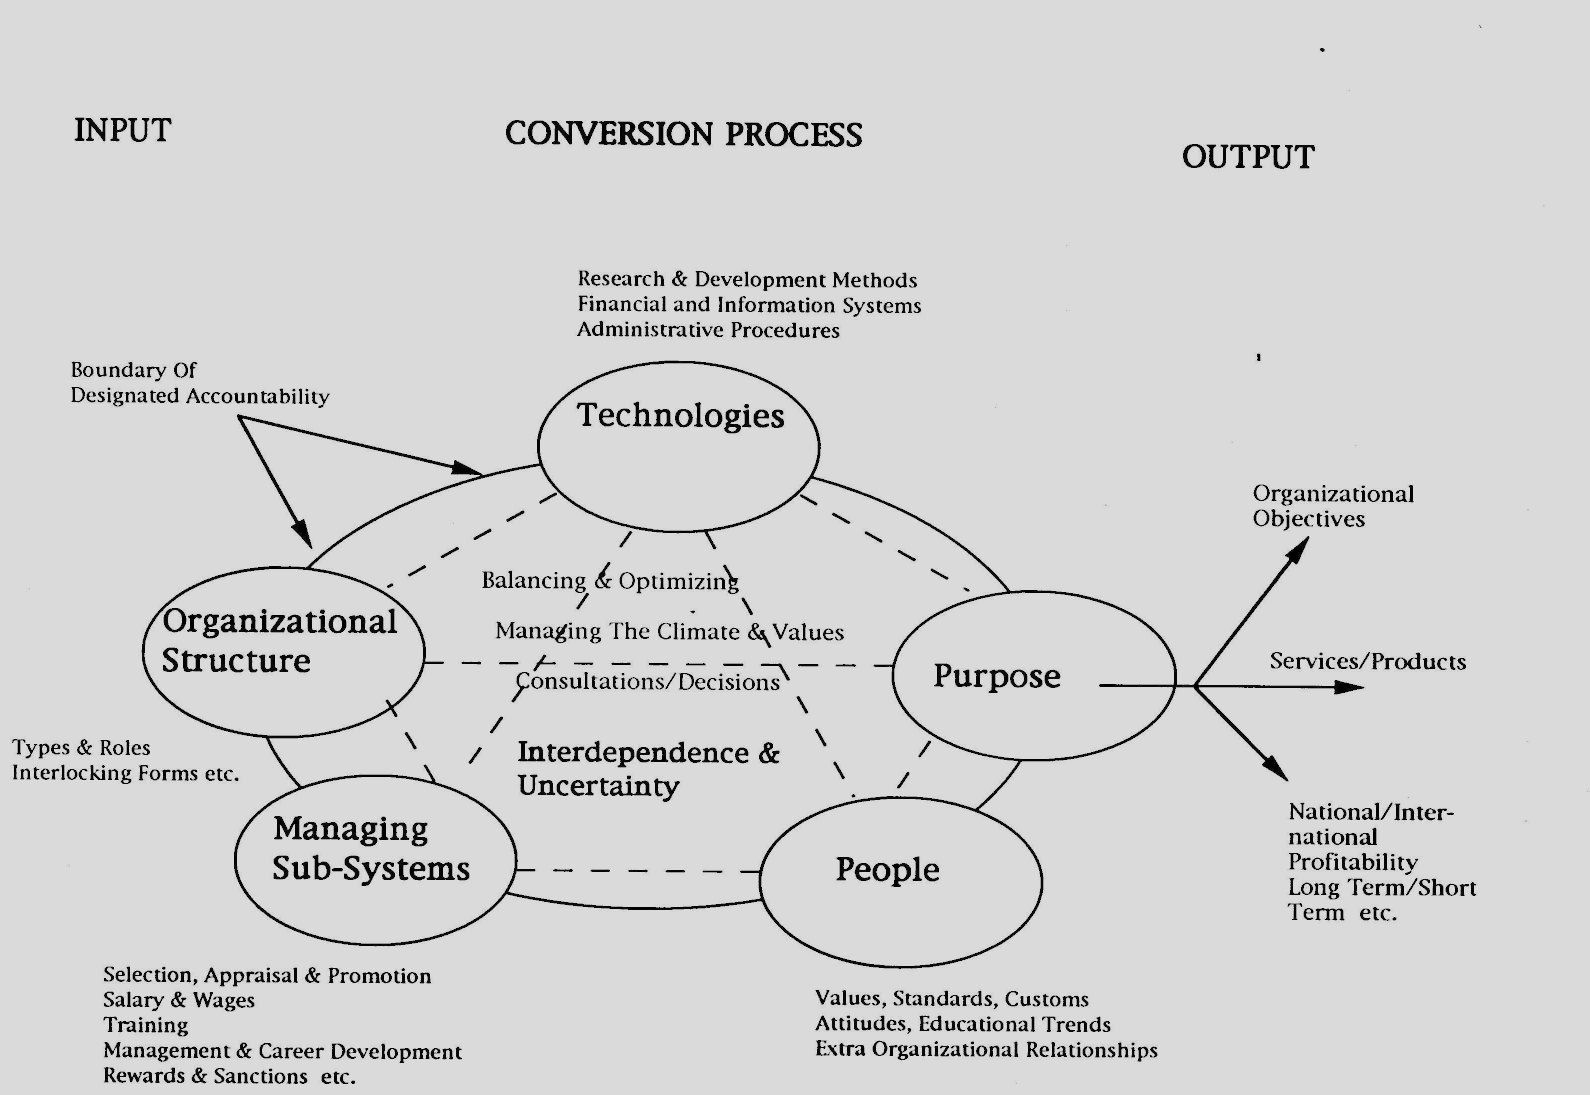 INPUT
CONVERSION PROCESS
OUTPUT
Research & Development Methods
Financial and Information Systems
Administrative Procedures
Boundary Of
Designated Accountability
Technologies
Organizational
Objectives
Balancing & Optimizing
Organizational
Structure
Managing The Climate & Values
Services/Products
Purpose
Consultations/Decisions
Types & Roles
Interlocking Forms etc.
Interdependence &
Uncertainty
National/Inter-
national
Profitability
Long Term/Short
Term etc.
Managing
Sub-Systems
People
Selection, Appraisal & Promotion
Salary & Wages
Training
Management & Career Development
Rewards & Sanctions etc.
Values, Standards, Customs
Attitudes, Educational Trends
Extra Organizational Relationships